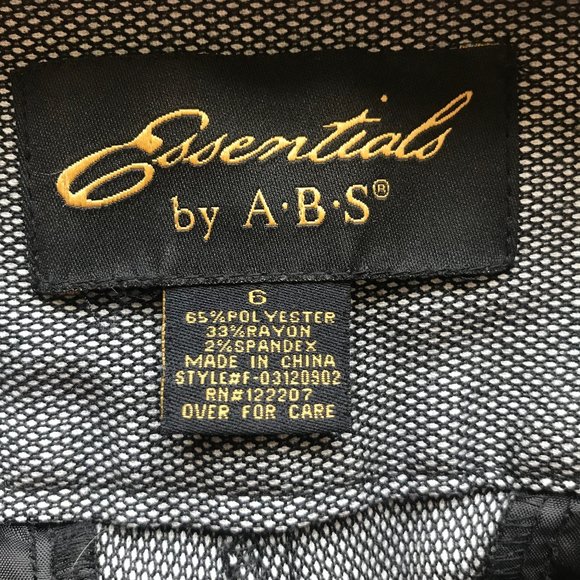 Essentials
by A·B·S®
6
65%POLYESTER
33%RAYON
2%SPANDEX
MADE IN CHINA
STYLE#F-03120902
RN#122207
OVER FOR CARE